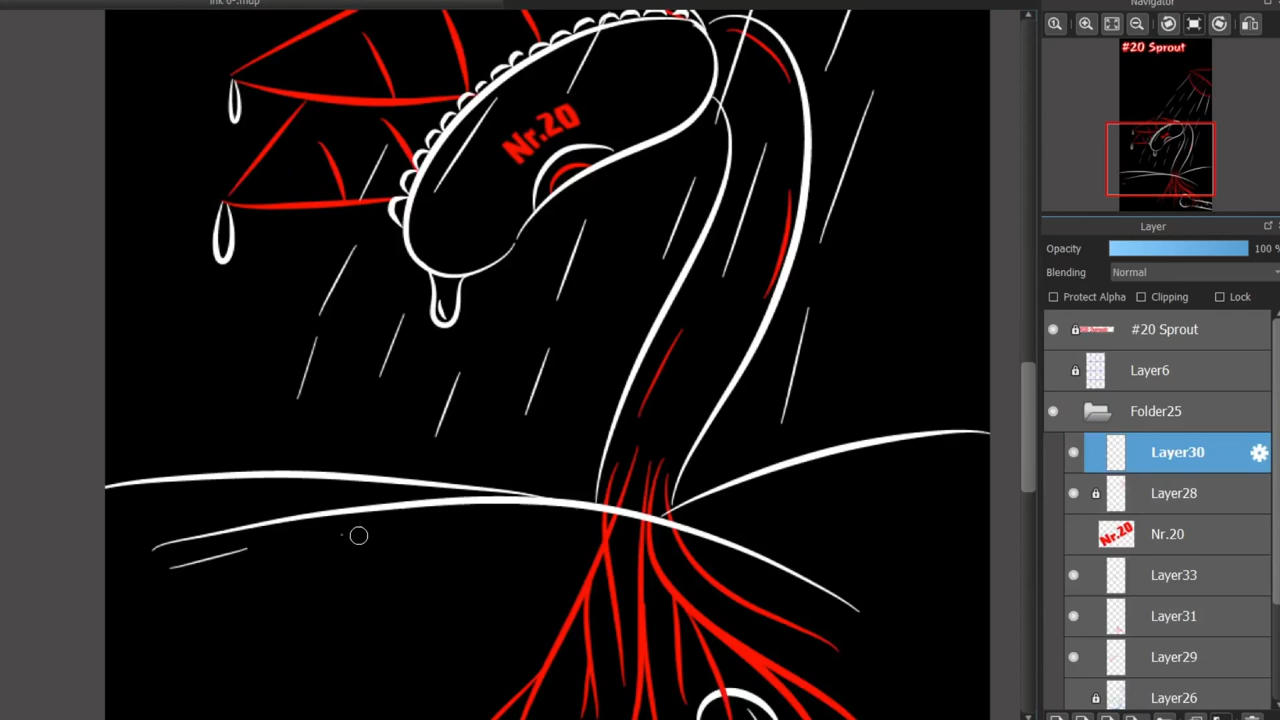 ink 6-.mdp
Navigator
#20 Sprout
Nr.20
Layer
Opacity 100 %
Blending Normal
Protect Alpha Clipping Lock
#20 Sprout
Layer6
Folder25
Layer30
Layer28
Nr.20
Nr.20
Layer33
Layer31
Layer29
Layer26